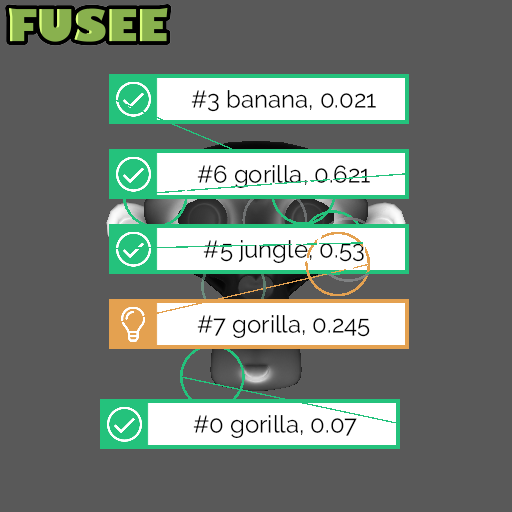 FUSEE
#3 banana, 0.021
#6 gorilla, 0.621
#5 jungle, 0.53
#7 gorilla, 0.245
#0 gorilla, 0.07